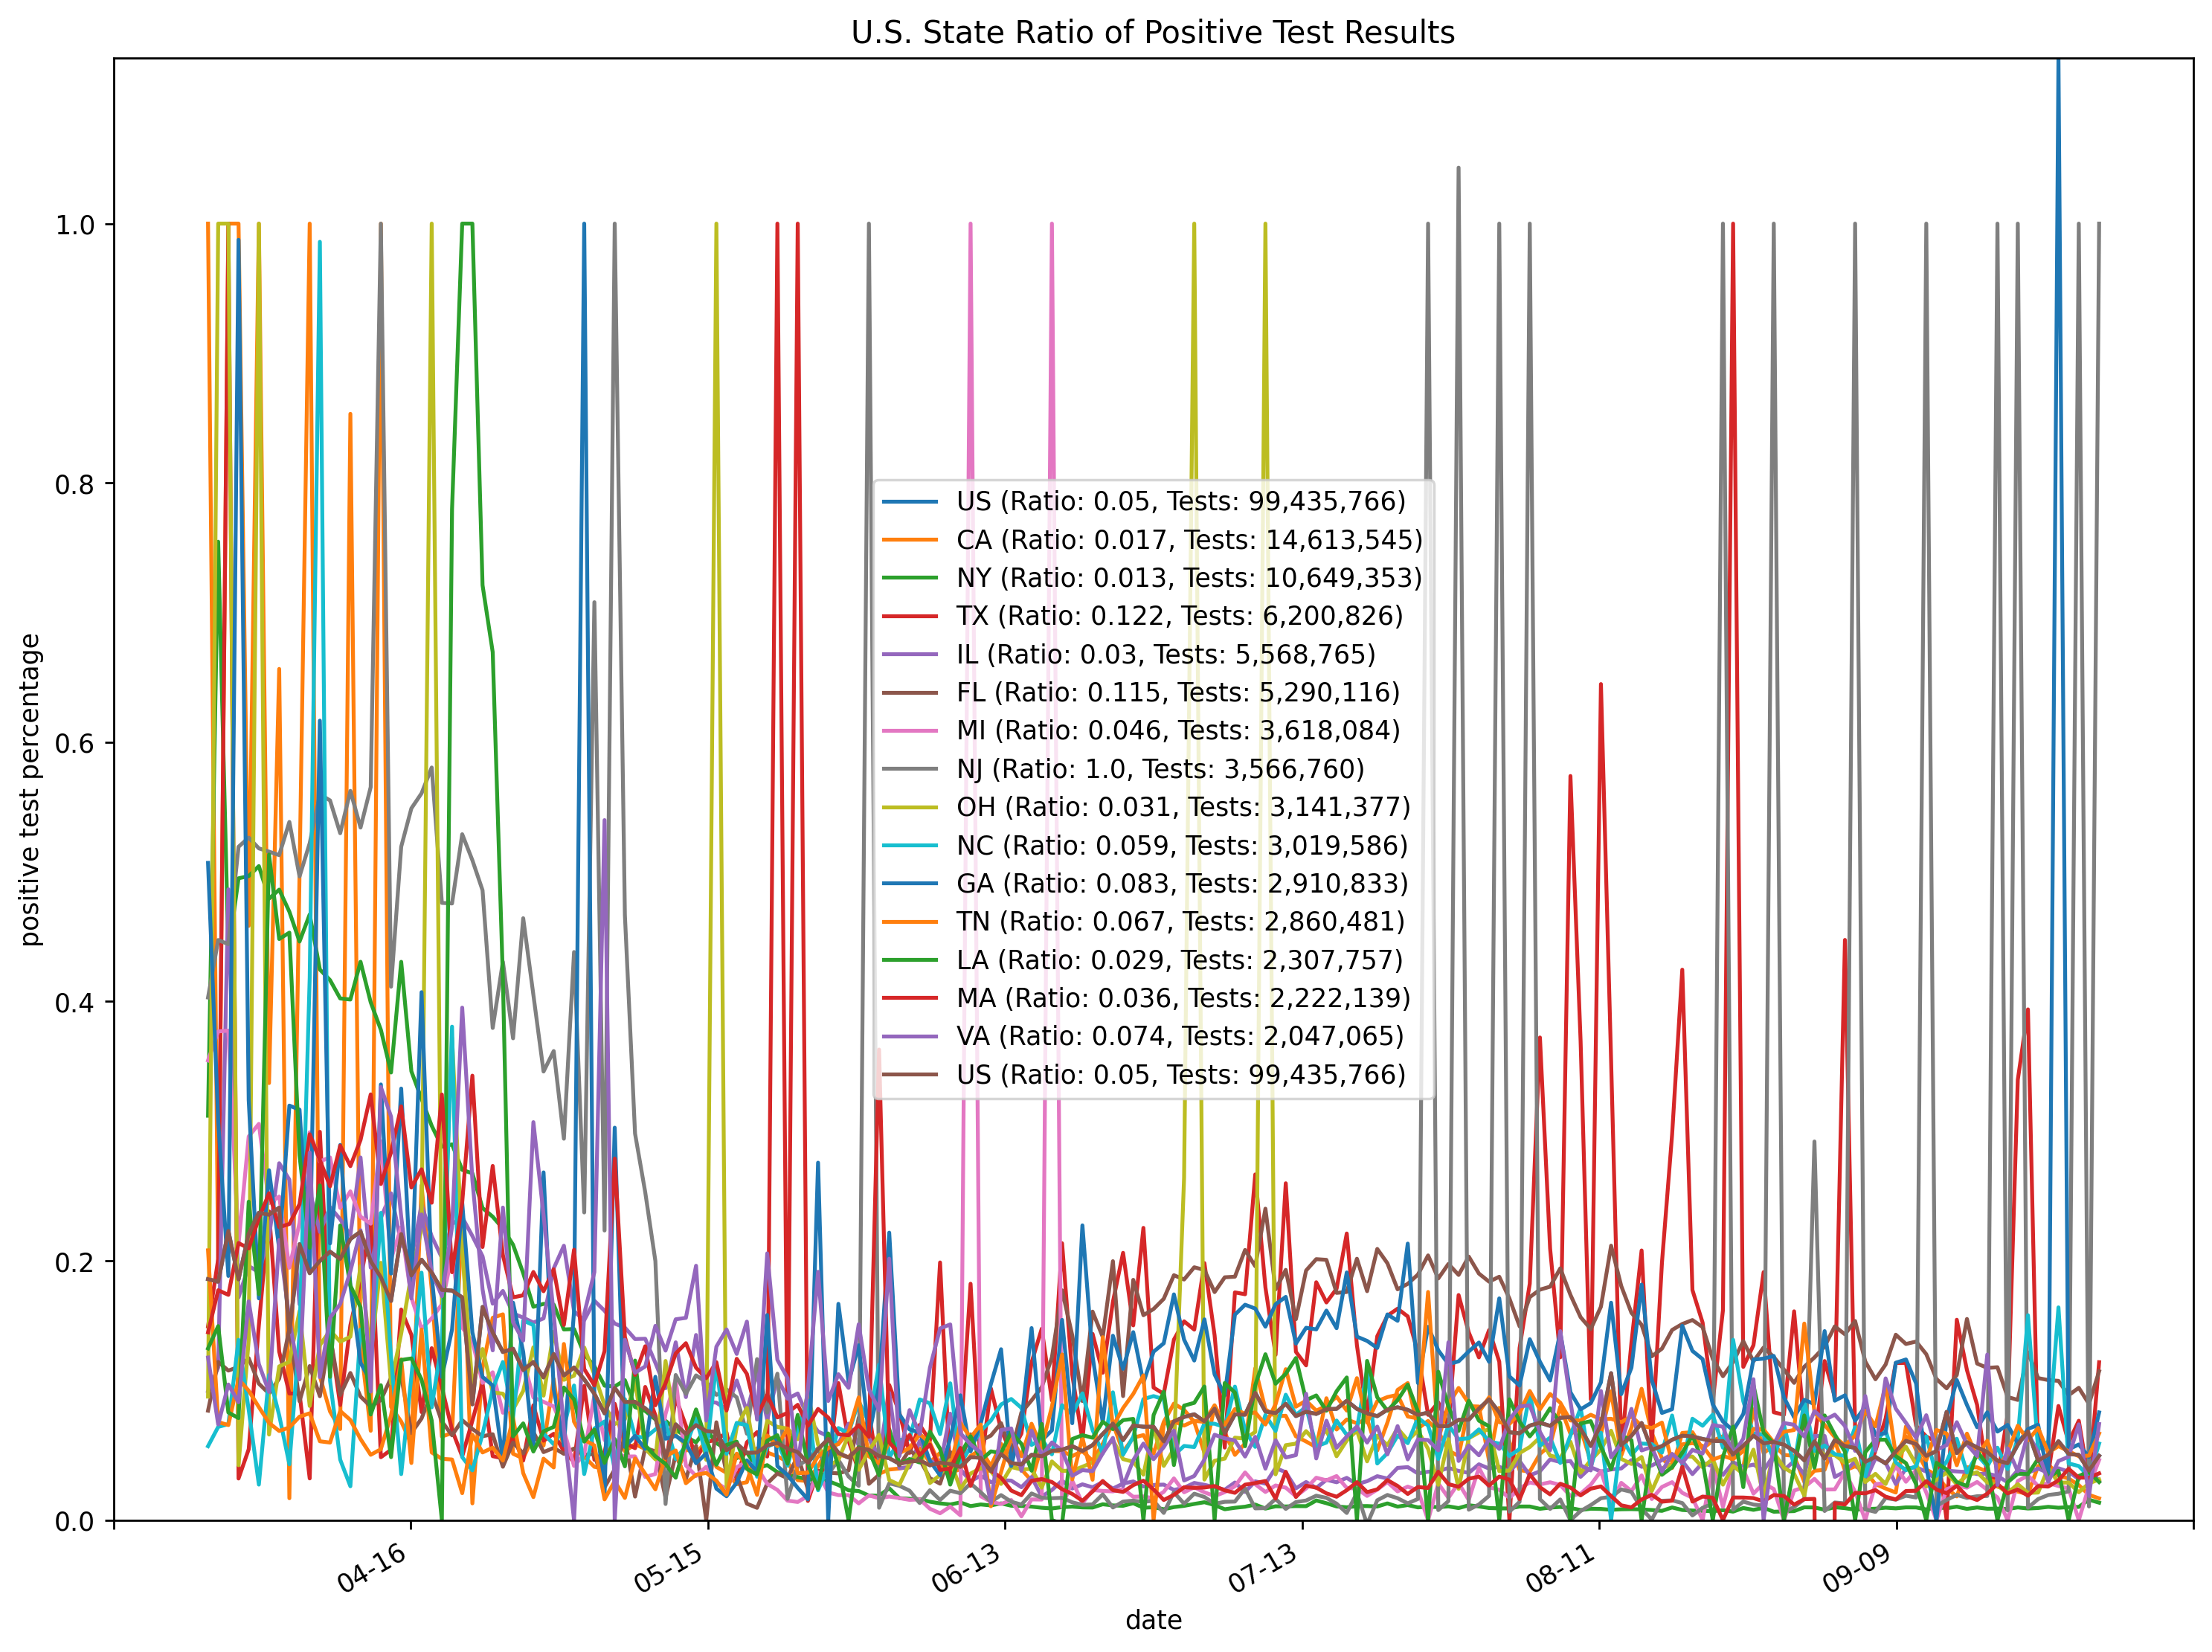 U.S. State Ratio of Positive Test Results
positive test percentage
1.0
0.8
0.6
0.4
0.2
0.0
US (Ratio: 0.05, Tests: 99,435,766)
CA (Ratio: 0.017, Tests: 14,613,545)
NY (Ratio: 0.013, Tests: 10,649,353)
TX (Ratio: 0.122, Tests: 6,200,826)
IL (Ratio: 0.03, Tests: 5,568,765)
FL (Ratio: 0.115, Tests: 5,290,116)
MI (Ratio: 0.046, Tests: 3,618,084)
NJ (Ratio: 1.0, Tests: 3,566,760)
OH (Ratio: 0.031, Tests: 3,141,377)
NC (Ratio: 0.059, Tests: 3,019,586)
GA (Ratio: 0.083, Tests: 2,910,833)
TN (Ratio: 0.067, Tests: 2,860,481)
LA (Ratio: 0.029, Tests: 2,307,757)
MA (Ratio: 0.036, Tests: 2,222,139)
VA (Ratio: 0.074, Tests: 2,047,065)
US (Ratio: 0.05, Tests: 99,435,766)
04-16
05-15
06-13
07-13
08-11
09-09
date